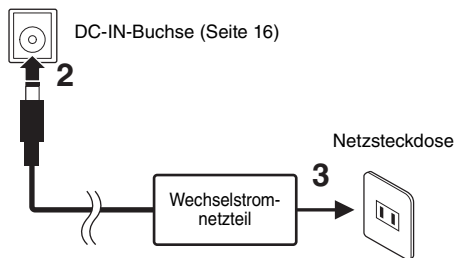 DC-IN-Buchse (Seite 16)
2
Netzsteckdose
3
Wechselstrom-
netzteil